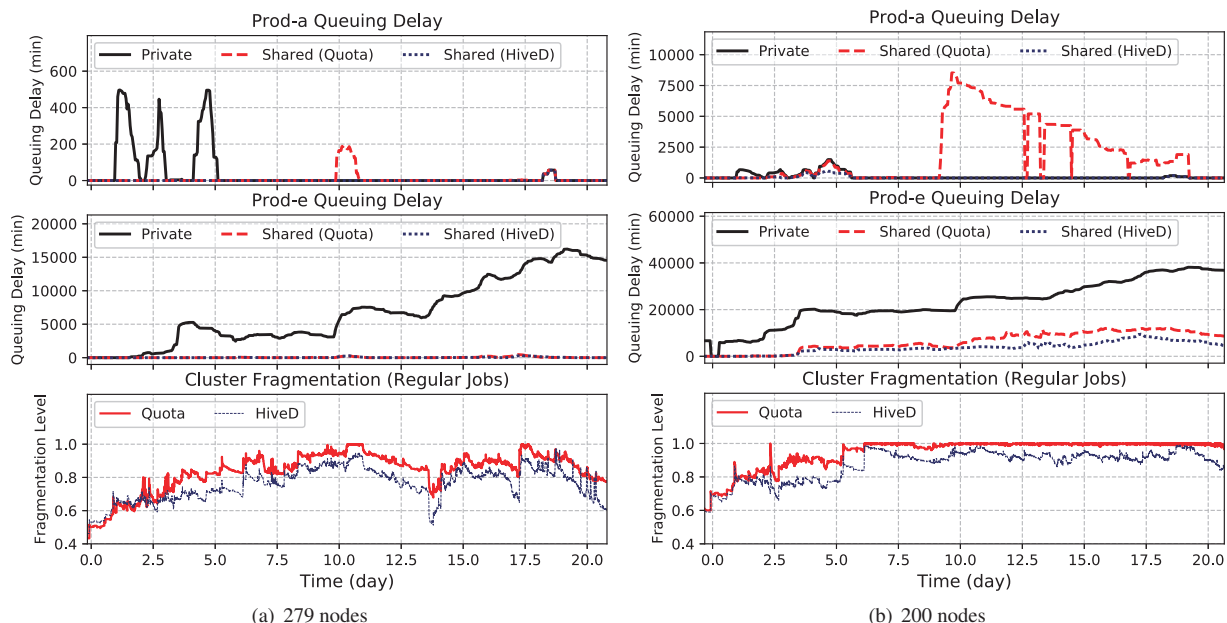 Prod-a Queuing Delay
Queuing Delay (min)
600
400
200
0
Private
Shared (Quota)
Shared (HiveD)
Prod-e Queuing Delay
Queuing Delay (min)
20000
15000
10000
5000
0
Private
Shared (Quota)
Shared (HiveD)
Cluster Fragmentation (Regular Jobs)
Fragmentation Level
1.0
0.8
0.6
0.4
Quota
HiveD
0.0 2.5 5.0 7.5 10.0 12.5 15.0 17.5 20.0
Time (day)
(a) 279 nodes
Prod-a Queuing Delay
Queuing Delay (min)
10000
7500
5000
2500
0
Private
Shared (Quota)
Shared (HiveD)
Prod-e Queuing Delay
Queuing Delay (min)
60000
40000
20000
0
Private
Shared (Quota)
Shared (HiveD)
Cluster Fragmentation (Regular Jobs)
Fragmentation Level
1.0
0.8
0.6
0.4
Quota
HiveD
0.0 2.5 5.0 7.5 10.0 12.5 15.0 17.5 20.0
Time (day)
(b) 200 nodes